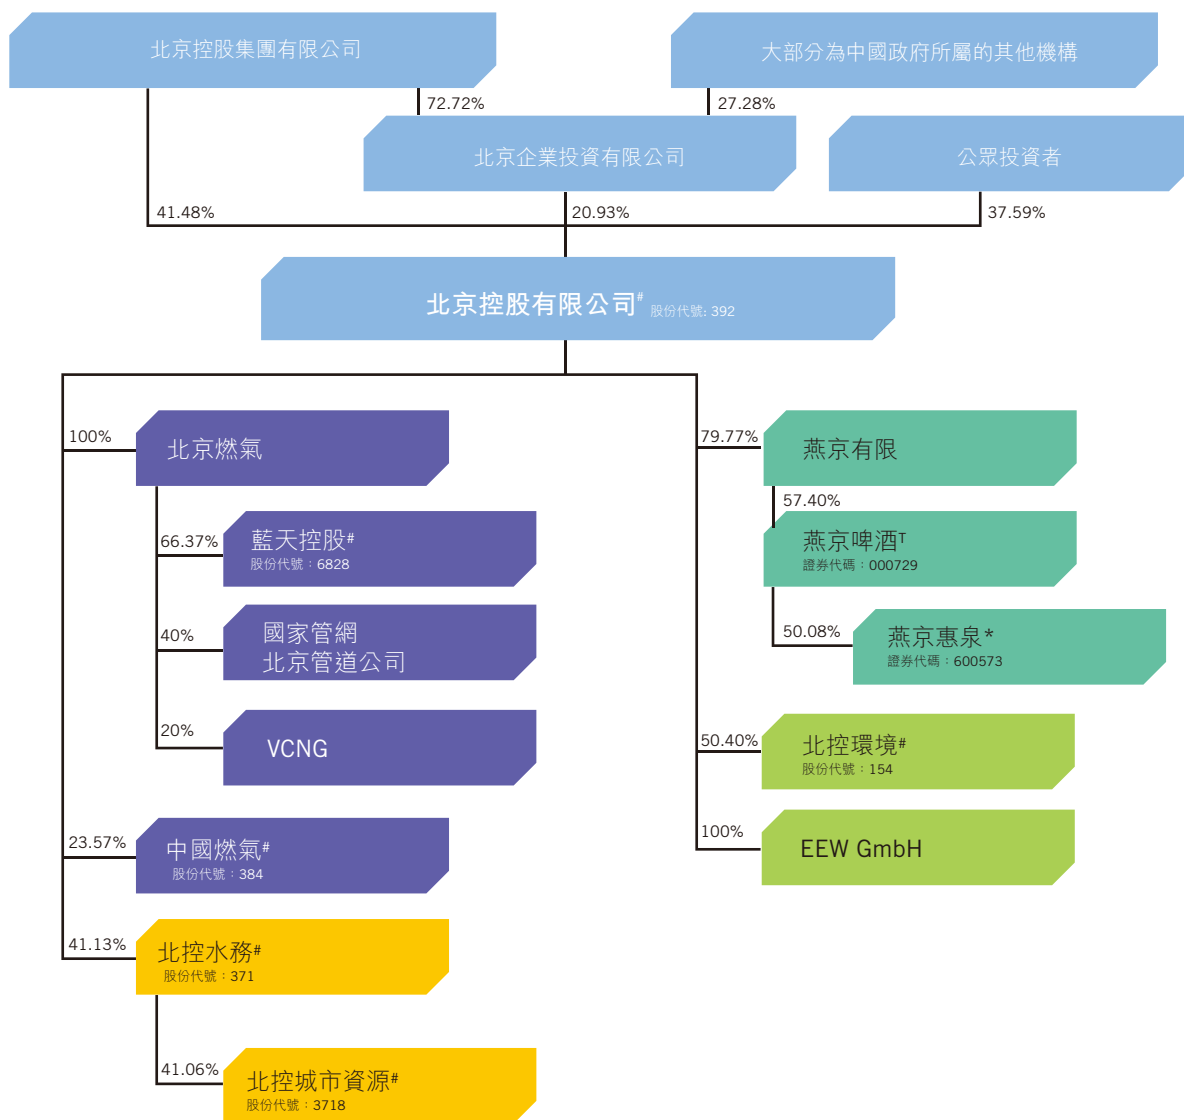 北京控股集團有限公司
大部分為中國政府所屬的其他機構
72.72%
27.28%
北京企業投資有限公司
公眾投資者
41.48%
20.93%
37.59%
北京控股有限公司# 股份代號: 392
100%
北京燃氣
66.37%
藍天控股#
股份代號：6828
40%
國家管網
北京管道公司
20%
VCNG
23.57%
中國燃氣#
股份代號：384
41.13%
北控水務#
股份代號：371
41.06%
北控城市資源#
股份代號：3718
79.77%
燕京有限
57.40%
燕京啤酒T
證券代碼：000729
50.08%
燕京惠泉*
證券代碼：600573
50.40%
北控環境#
股份代號：154
100%
EEW GmbH